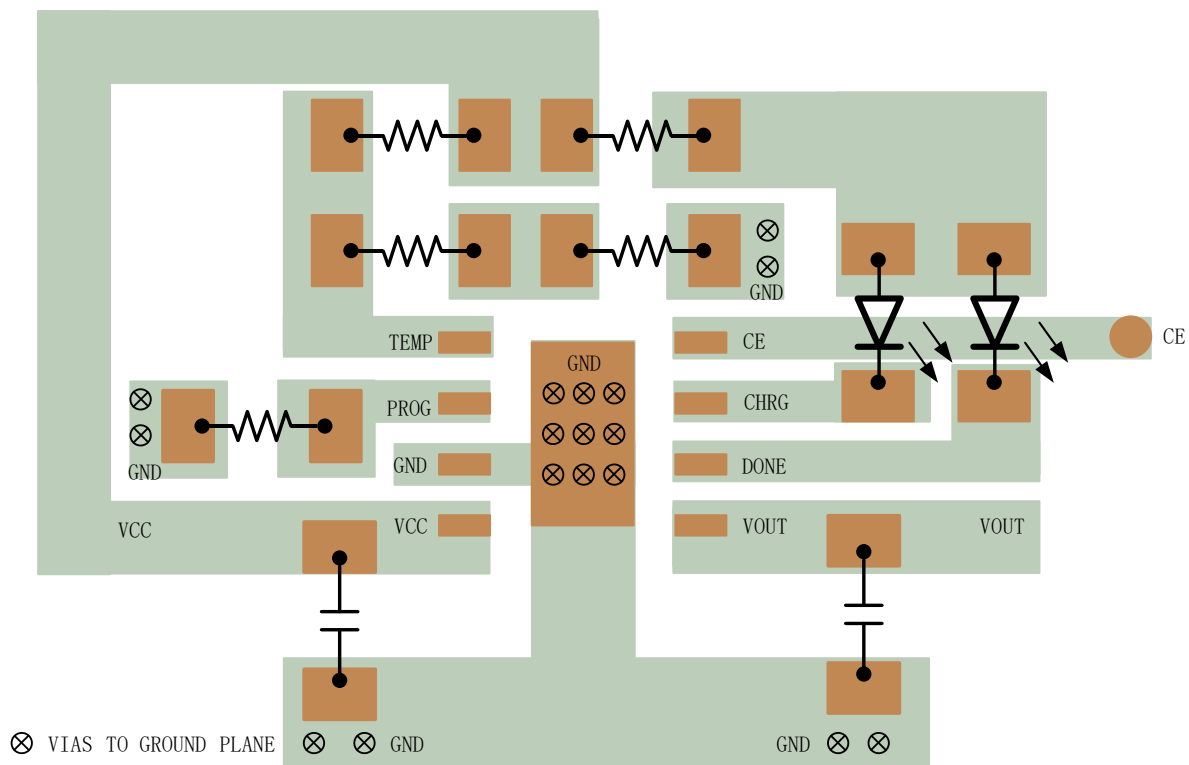 GND
TEMP
CE
CE
GND
PROG
CHRG
GND
GND
DONE
VCC
VCC
VOUT
VOUT
VIAS TO GROUND PLANE
GND
GND